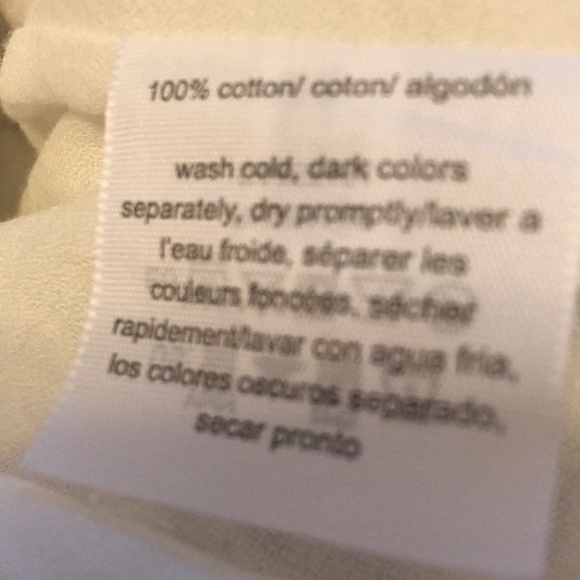 100% cotton/ coton/ algodón
wash cold, dark colors
separately, dry promptly/laver a
l'eau froide, séparer les
couleurs foncées, sécher
rapidement/lavar con agua fria,
los colores oscuros separado,
secar pronto